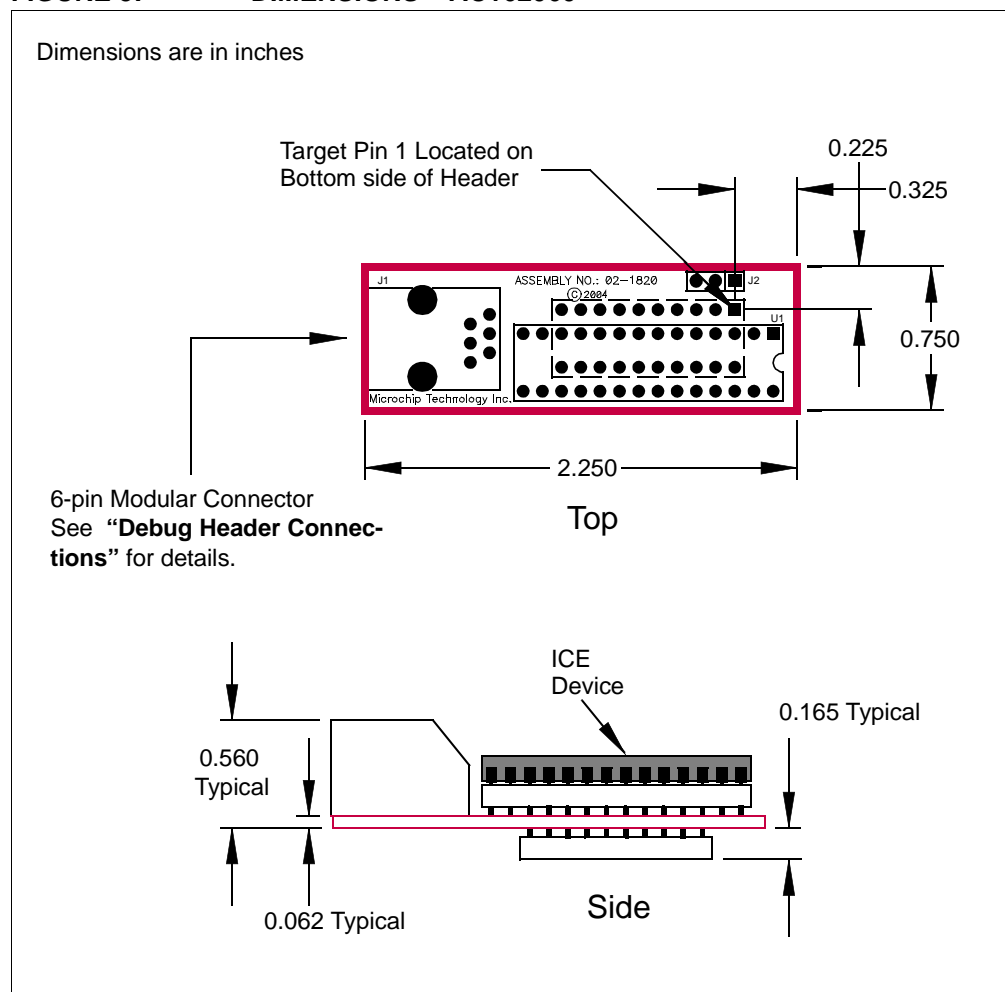 Dimensions are in inches
Target Pin 1 Located on
Bottom side of Header
0.225
0.325
J1
ASSEMBLY NO.: 02-1820
©2004
J2
U1
0.750
Microchip Technology Inc.
2.250
6-pin Modular Connector
See "Debug Header Connec-
tions" for details.
Top
ICE
Device
0.165 Typical
0.560
Typical
0.062 Typical
Side